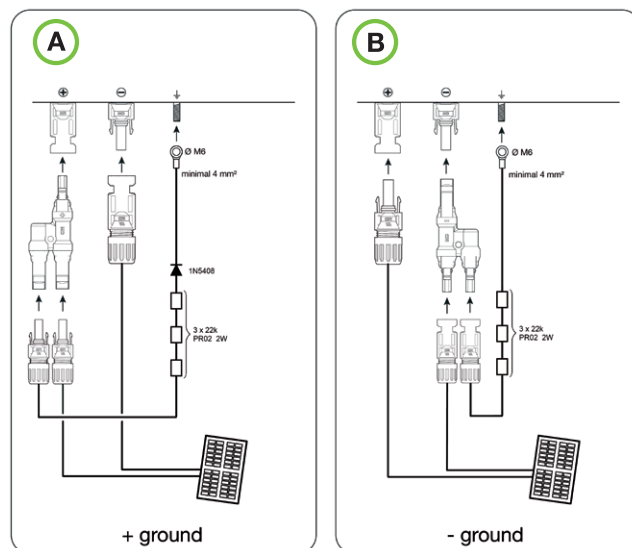 A
⊕ ⊖ ⏚
Ø M6
minimal 4 mm²
1N5408
3 x 22k
PR02 2W
+ ground
B
⊕ ⊖ ⏚
Ø M6
minimal 4 mm²
3 x 22k
PR02 2W
- ground